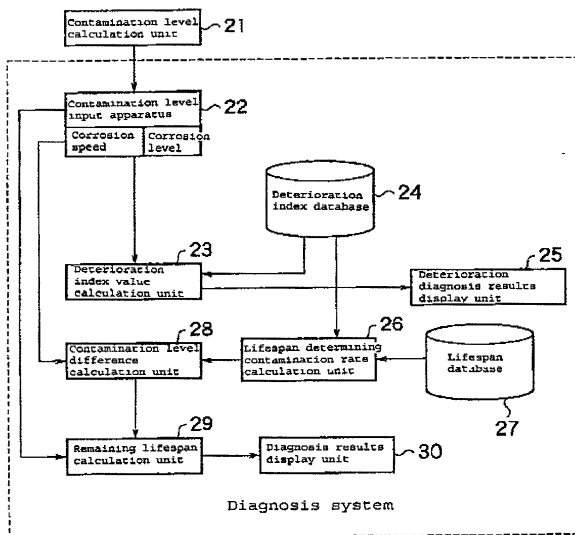 Contamination level
calculation unit
21
Contamination level
input apparatus
22
Corrosion
speed
Corrosion
level
Deterioration
index database
24
23
Deterioration
index value
calculation unit
25
Deterioration
diagnosis results
display unit
28
Contamination level
difference
calculation unit
26
Lifespan determining
contamination rate
calculation unit
Lifespan
database
27
29
Remaining lifespan
calculation unit
Diagnosis results
display unit
30
Diagnosis system